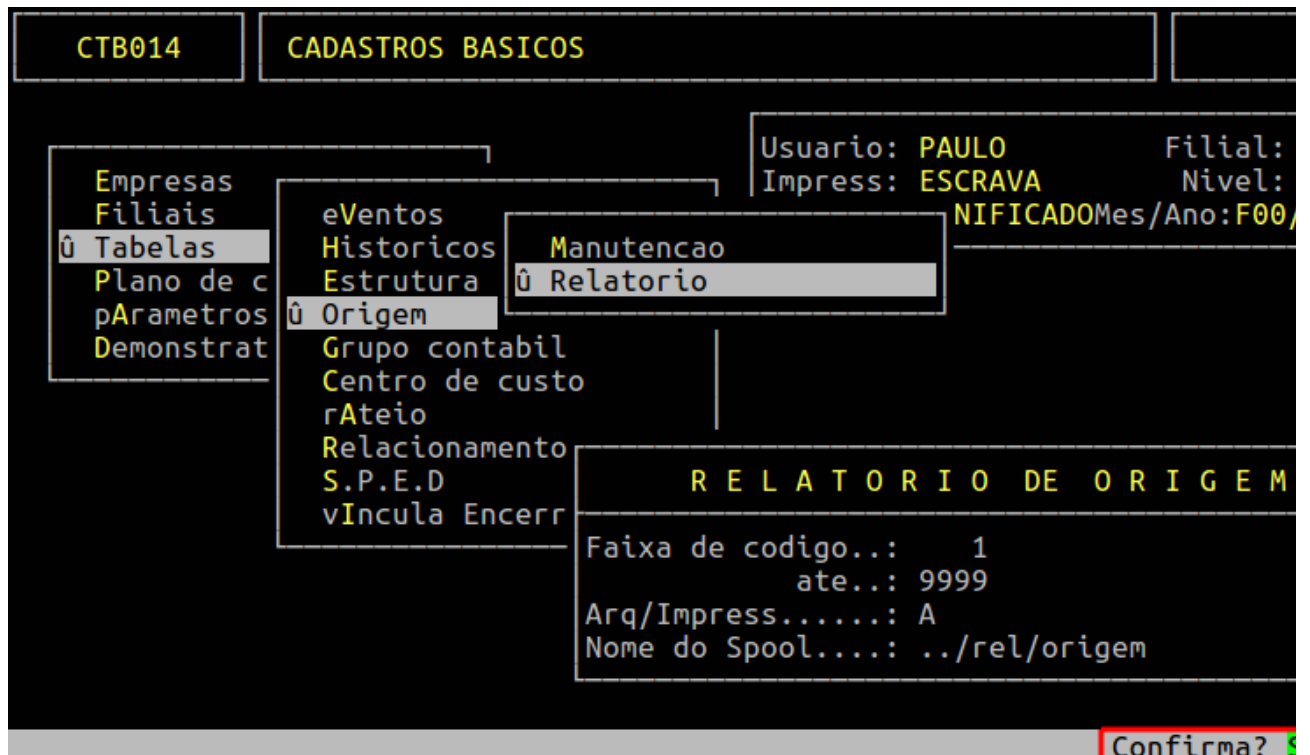 CTB014
CADASTROS BASICOS
Usuario: PAULO Filial:
Impress: ESCRAVA Nivel:
NIFICADOMes/Ano:F00/
Empresas
Filiais
û Tabelas
Plano de c
pArametros
Demonstrat
eVentos
Historicos
Estrutura
û Origem
Grupo contabil
Centro de custo
rAteio
Relacionamento
S.P.E.D
vIncula Encerr
Manutencao
û Relatorio
R E L A T O R I O DE O R I G E M
Faixa de codigo..: 1
ate..: 9999
Arq/Impress......: A
Nome do Spool....: ../rel/origem
Confirma? S